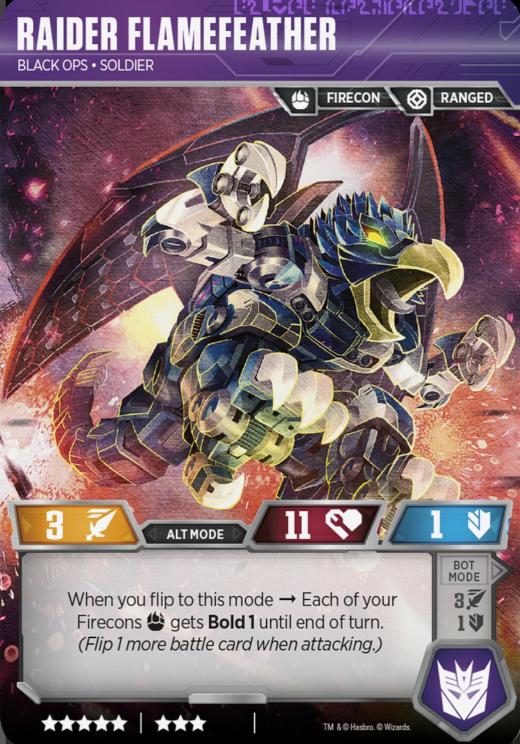 RAIDER FLAMEFEATHER
BLACK OPS • SOLDIER
FIRECON
RANGED
3
ALT MODE
11
1
BOT
MODE
3
1
When you flip to this mode → Each of your
Firecons gets Bold 1 until end of turn.
(Flip 1 more battle card when attacking.)
★★★★★ | ★★★ |
TM & © Hasbro. © Wizards.